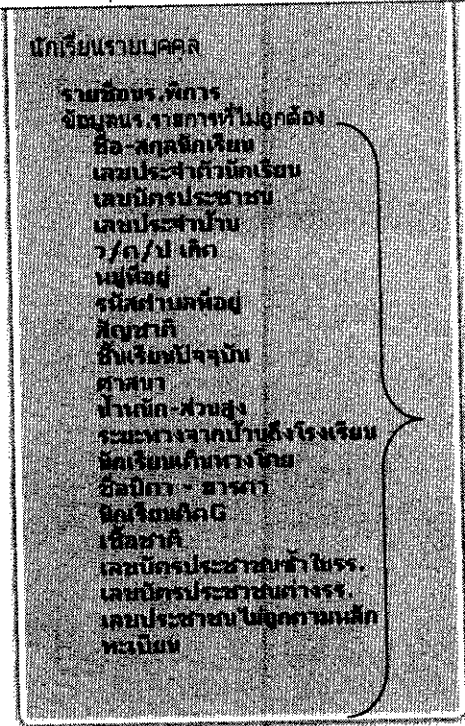 นักเรียนรายบุคคล
รายชื่อนร.พิการ
ข้อมูลนร.รายการที่ไม่ถูกต้อง
ชื่อ-สกุลนักเรียน
เลขประจำตัวนักเรียน
เลขบัตรประชาชน
เลขประจำบ้าน
ว/ด/ป เกิด
หมู่ที่อยู่
รหัสตำบลที่อยู่
สัญชาติ
ชั้นเรียนปัจจุบัน
ศาสนา
น้ำหนัก-ส่วนสูง
ระยะทางจากบ้านถึงโรงเรียน
นักเรียนเดินทางโดย
ชื่อบิดา - มารดา
นักเรียนติดG
เชื้อชาติ
เลขบัตรประชาชนซ้ำในรร.
เลขบัตรประชาชนต่างรร.
เลขประชาชนไม่ถูกตามหลัก
ทะเบียน